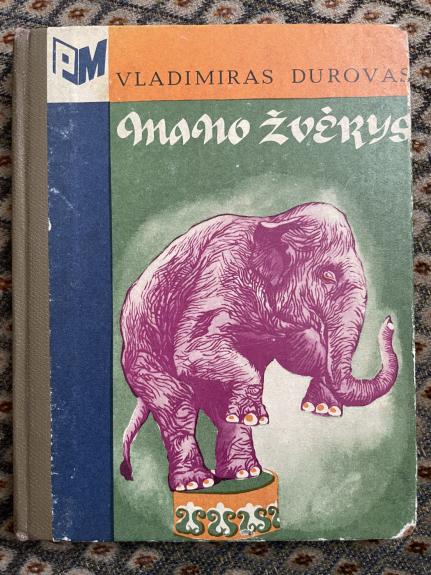 PM
VLADIMIRAS DUROVAS
MANO ŽVĖRYS